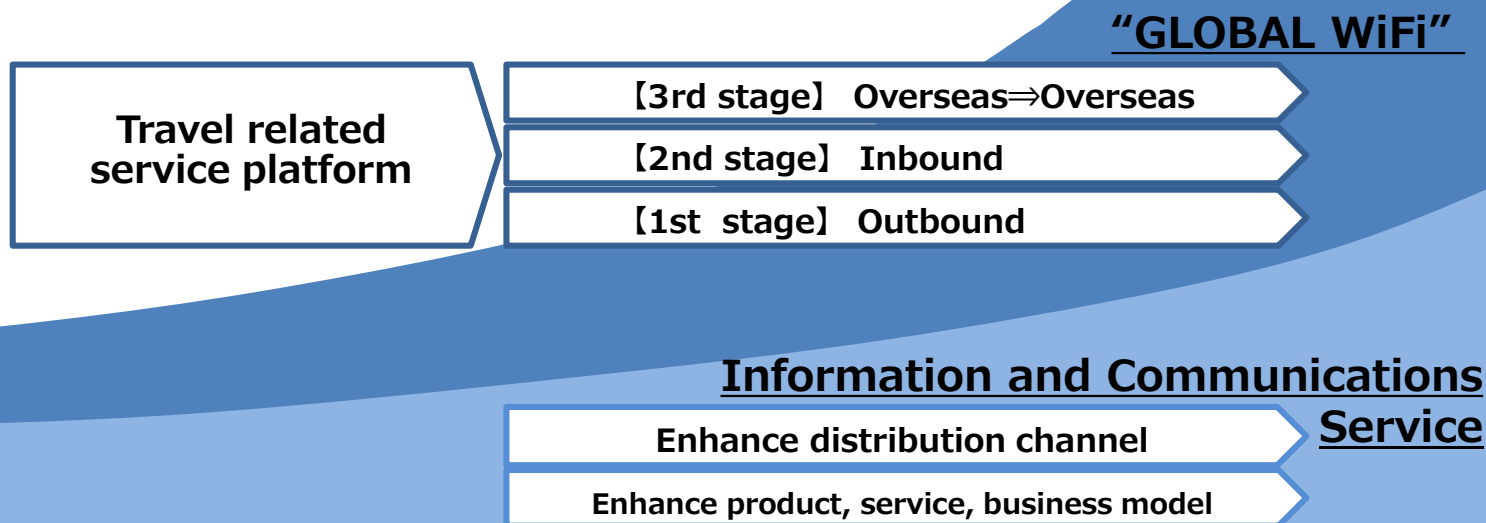 “GLOBAL WiFi”
Travel related
service platform
【3rd stage】 Overseas⇒Overseas
【2nd stage】 Inbound
【1st stage】 Outbound
Information and Communications
Service
Enhance distribution channel
Enhance product, service, business model